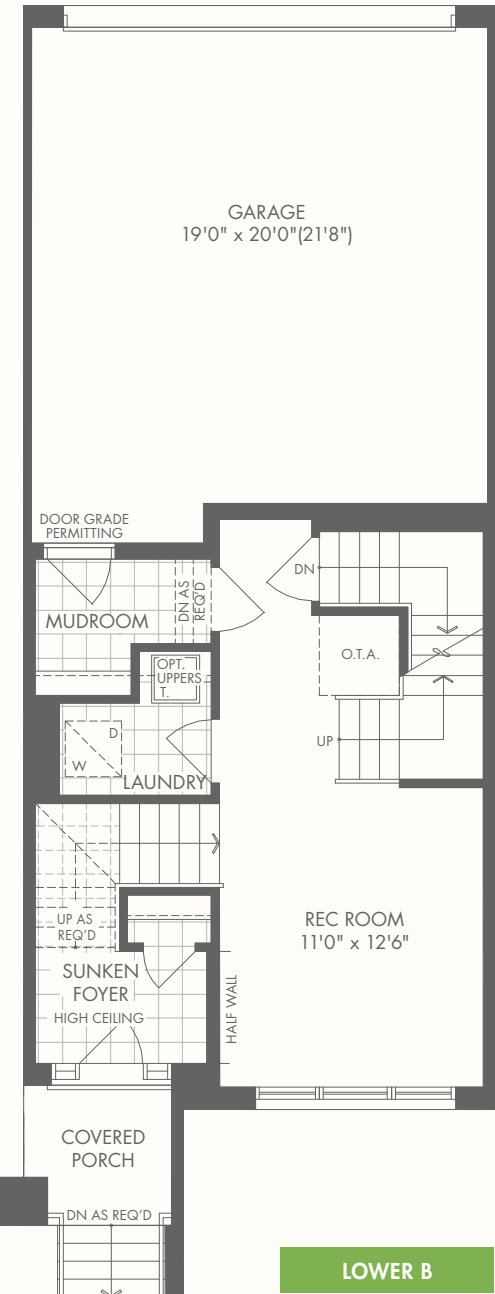 GARAGE
19'0" x 20'0"(21'8")
DOOR GRADE
PERMITTING
MUDROOM
DN AS
REQ'D
DN
OPT.
UPPERS
T.
O.T.A.
D
W
LAUNDRY
UP
UP AS
REQ'D
REC ROOM
11'0" x 12'6"
SUNKEN
FOYER
HIGH CEILING
HALF WALL
COVERED
PORCH
DN AS REQ'D
LOWER B